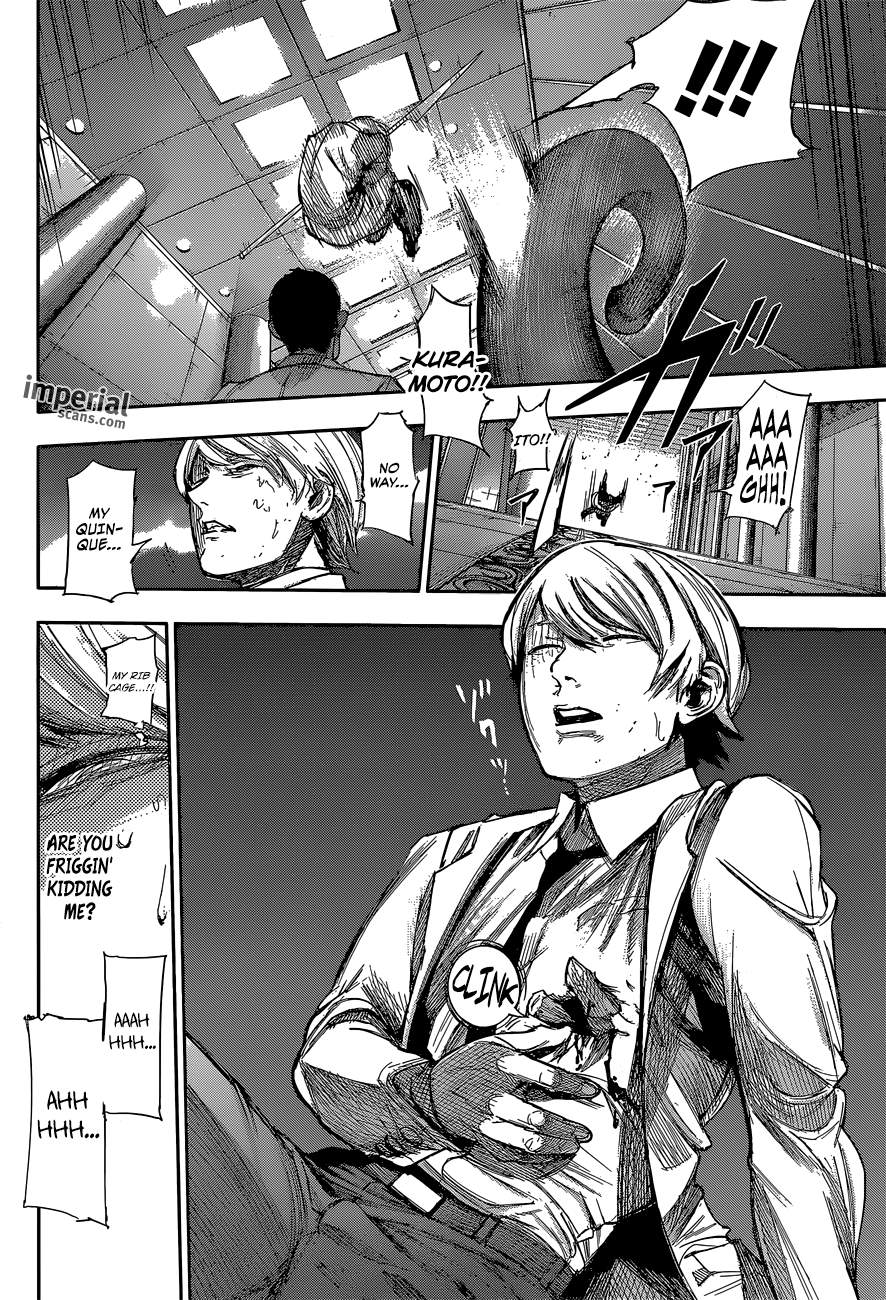 !!!
KURA-
MOTO!!
ガ
AAA
AAA
GHH!
ITO!!
NO
WAY...
MY
QUIN-
QUE...
imperial
scans.com
CLINK
MY RIB
CAGE...!!
ARE YOU
FRIGGIN'
KIDDING
ME?
AAAH
HHH...
AHH
HHH...